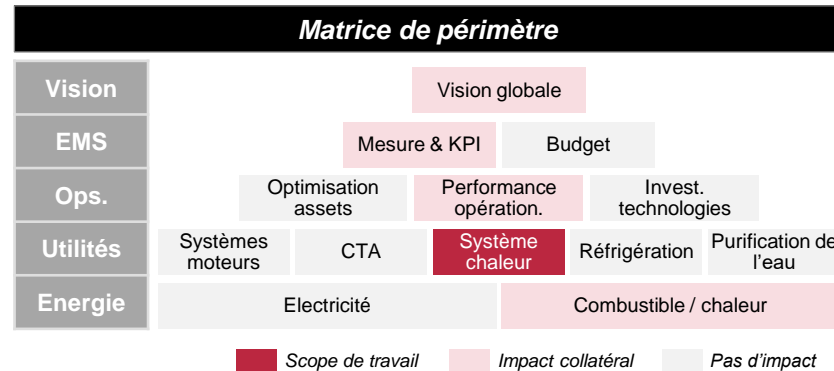 Matrice de périmètre
Vision
Vision globale
EMS
Mesure & KPI
Budget
Ops.
Optimisation
assets
Performance
opération.
Invest.
technologies
Utilités
Systèmes
moteurs
CTA
Système
chaleur
Réfrigération
Purification de
l'eau
Energie
Electricité
Combustible / chaleur
Scope de travail
Impact collatéral
Pas d'impact